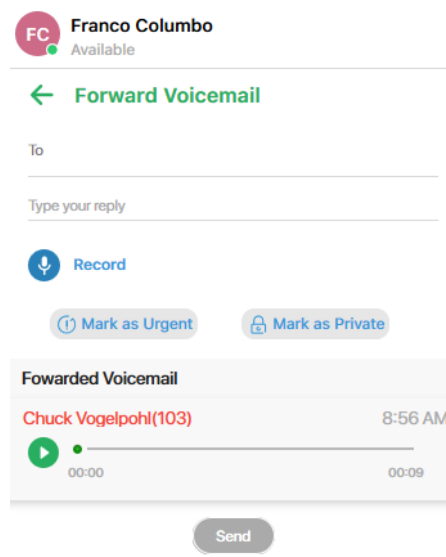 FC
Franco Columbo
Available
Forward Voicemail
To
Type your reply
Record
Mark as Urgent
Mark as Private
Fowarded Voicemail
Chuck Vogelpohl(103) 8:56 AM
00:00 00:09
Send